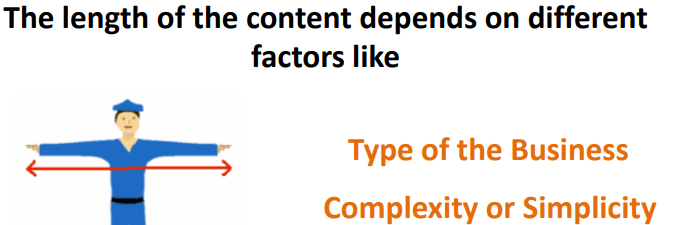 The length of the content depends on different
factors like
Type of the Business
Complexity or Simplicity